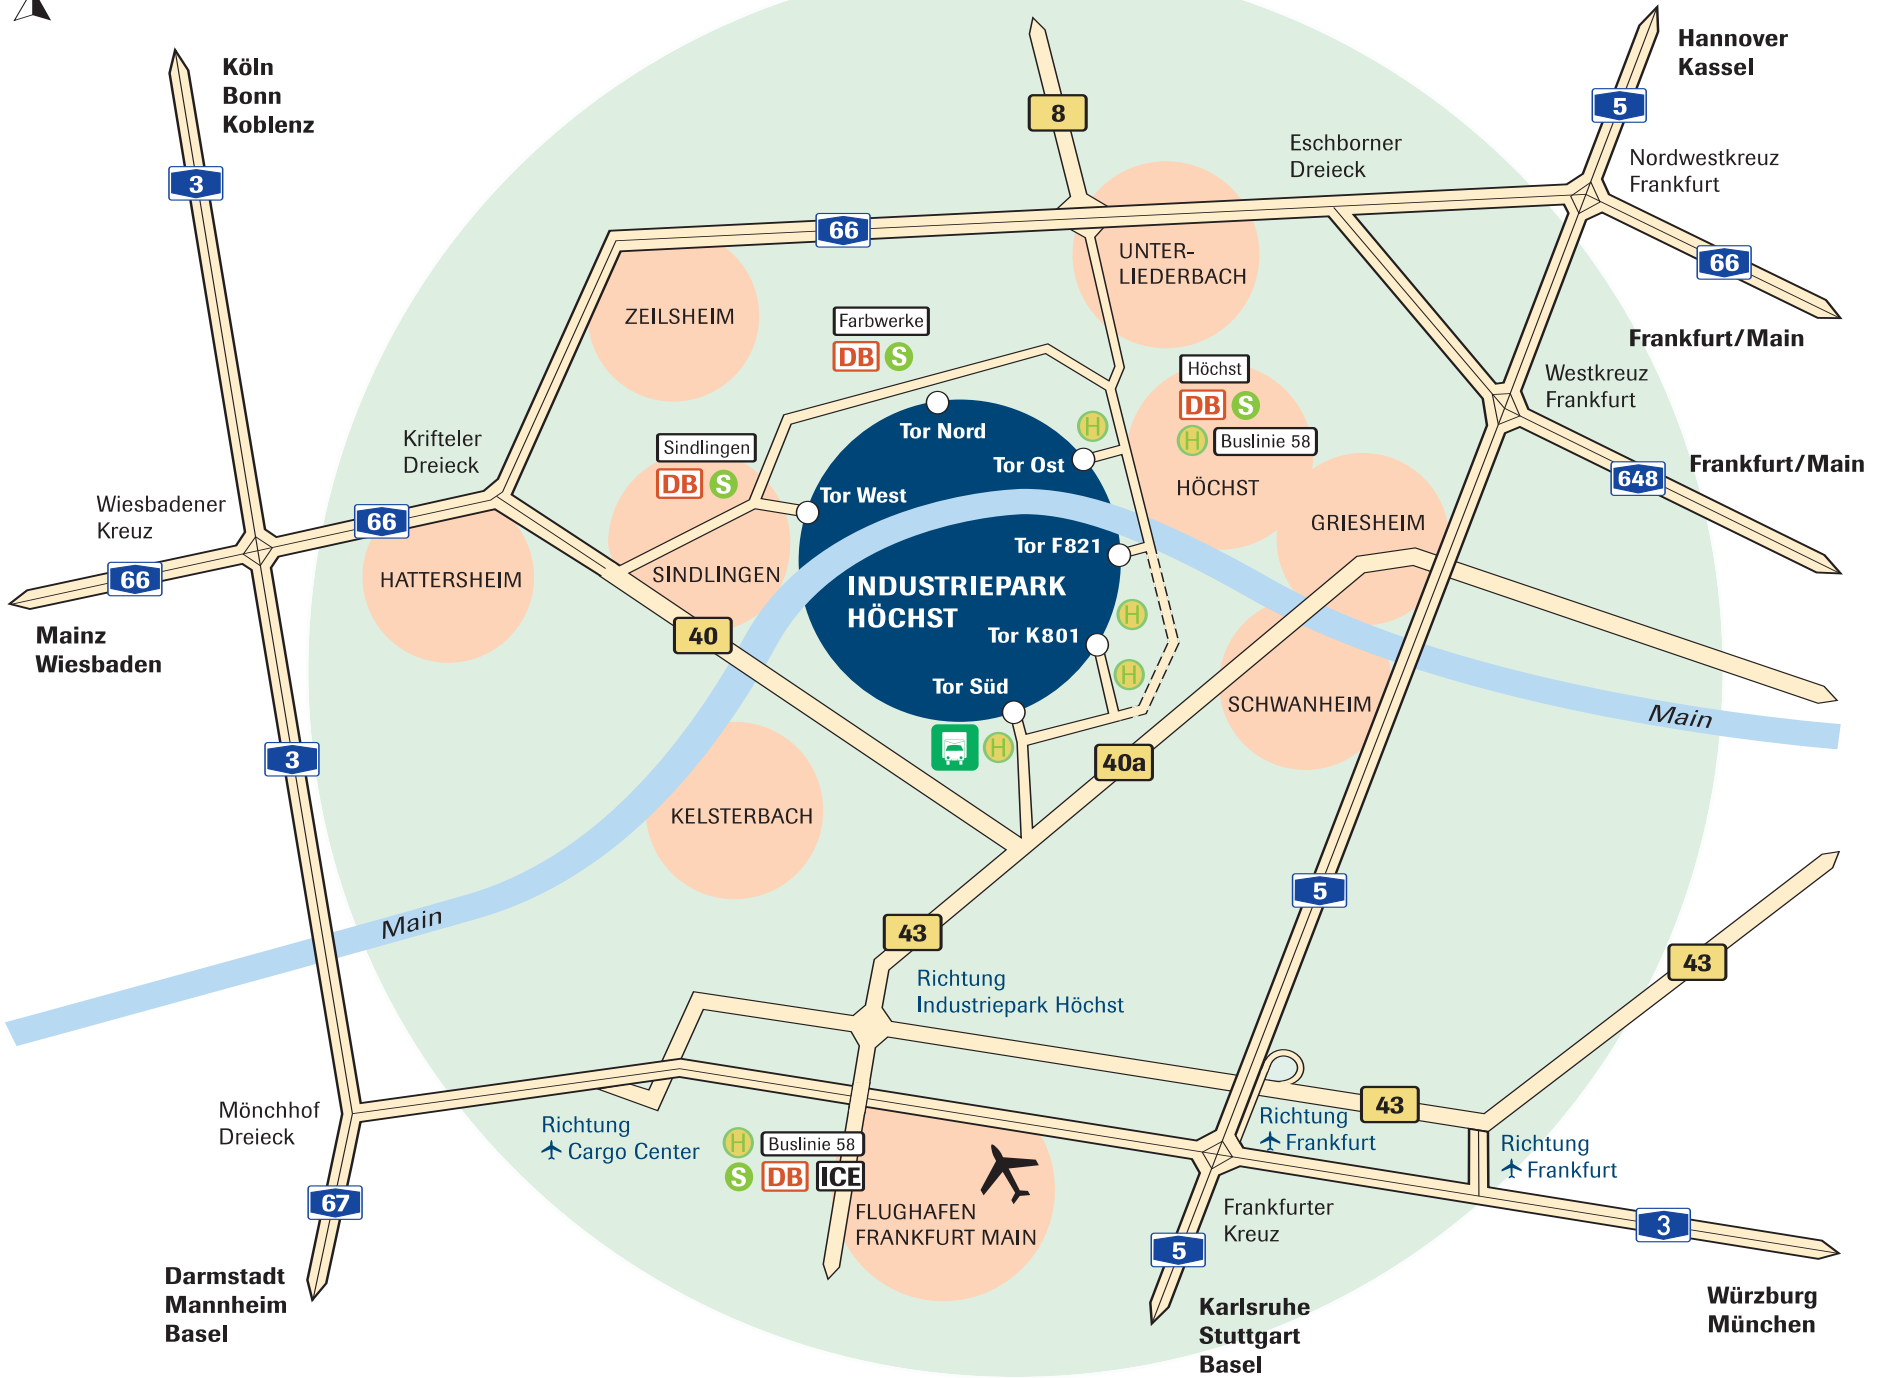 Köln
Bonn
Koblenz
3
8
Hannover
Kassel
5
Eschborner
Dreieck
Nordwestkreuz
Frankfurt
66
66
UNTER-
LIEDERBACH
ZEILSHEIM
Farbwerke
DB S
Frankfurt/Main
Höchst
DB S
H Buslinie 58
Westkreuz
Frankfurt
Krifteler
Dreieck
Sindlingen
DB S
Tor Nord
H
Tor Ost
HÖCHST
648
Frankfurt/Main
Wiesbadener
Kreuz
66
Tor West
GRIESHEIM
66
HATTERSHEIM
SINDLINGEN
Tor F821
INDUSTRIEPARK
HÖCHST
H
Mainz
Wiesbaden
40
Tor K801
H
Tor Süd
SCHWANHEIM
Main
H
3
40a
KELSTERBACH
5
Main
43
43
Richtung
Industriepark Höchst
Mönchhof
Dreieck
Richtung
Cargo Center
H Buslinie 58
S DB ICE
43
Richtung
Frankfurt
Richtung
Frankfurt
67
FLUGHAFEN
FRANKFURT MAIN
Frankfurter
Kreuz
5
3
Darmstadt
Mannheim
Basel
Karlsruhe
Stuttgart
Basel
Würzburg
München